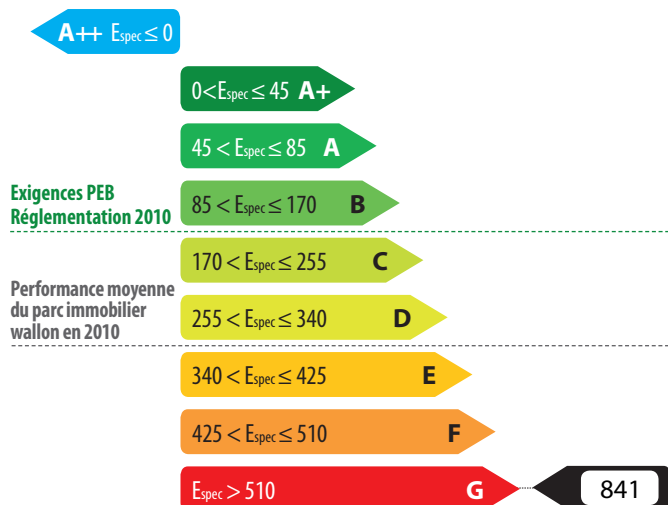 A++ Espec ≤ 0
0<Espec ≤ 45 A+
45 < Espec ≤ 85 A
Exigences PEB
Réglementation 2010
85 < Espec ≤ 170 B
170 < Espec ≤ 255 C
Performance moyenne
du parc immobilier
wallon en 2010
255 < Espec ≤ 340 D
340 < Espec ≤ 425 E
425 < Espec ≤ 510 F
Espec > 510 G 841